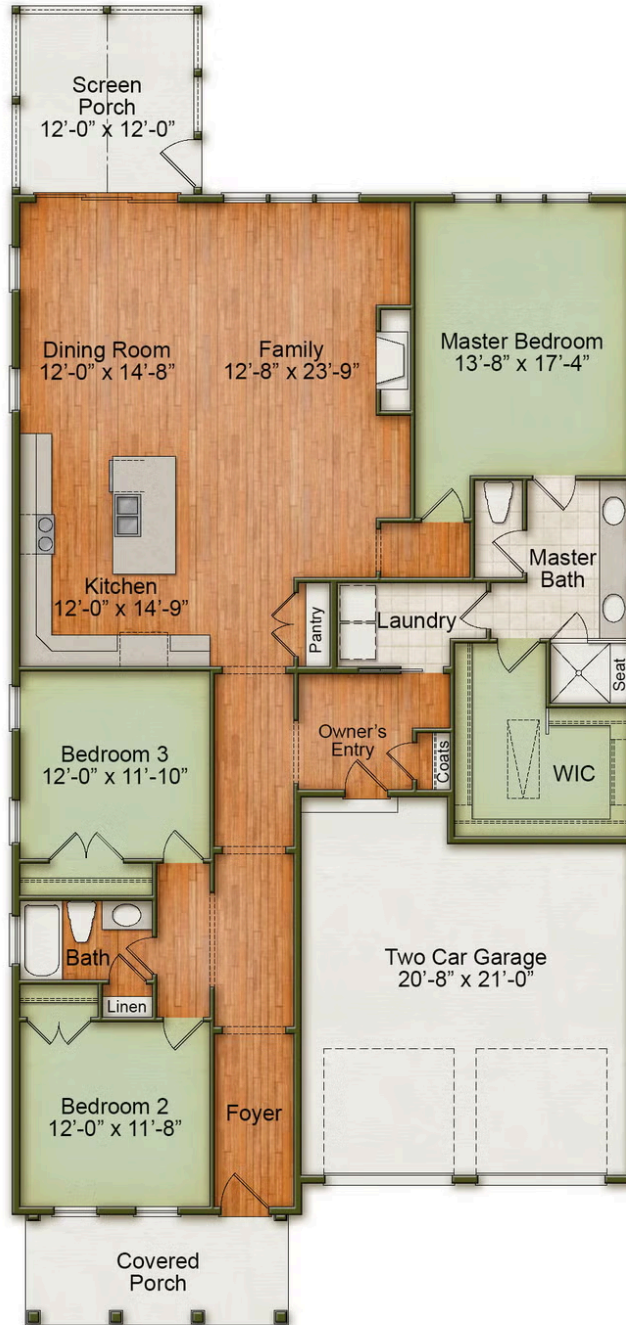 Screen
Porch
12'-0" x 12'-0"
Dining Room
12'-0" x 14'-8"
Family
12'-8" x 23'-9"
Master Bedroom
13'-8" x 17'-4"
Kitchen
12'-0" x 14'-9"
Pantry
Laundry
Master
Bath
Seat
Bedroom 3
12'-0" x 11'-10"
Owner's
Entry
Coats
WIC
Bath
Linen
Two Car Garage
20'-8" x 21'-0"
Bedroom 2
12'-0" x 11'-8"
Foyer
Covered
Porch